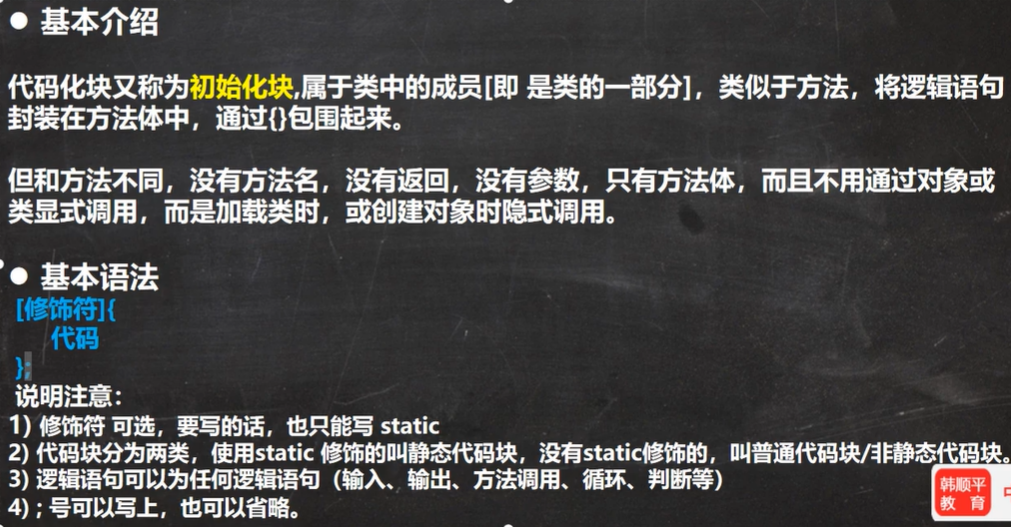 ● 基本介绍
代码化块又称为初始化块,属于类中的成员[即 是类的一部分]，类似于方法，将逻辑语句
封装在方法体中，通过{}包围起来。
但和方法不同，没有方法名，没有返回，没有参数，只有方法体，而且不用通过对象或
类显式调用，而是加载类时，或创建对象时隐式调用。
● 基本语法
[修饰符]{
代码
};
说明注意：
1) 修饰符 可选，要写的话，也只能写 static
2) 代码块分为两类，使用static 修饰的叫静态代码块，没有static修饰的，叫普通代码块/非静态代码块。
3) 逻辑语句可以为任何逻辑语句（输入、输出、方法调用、循环、判断等）
4) ; 号可以写上，也可以省略。
韩顺平
教育